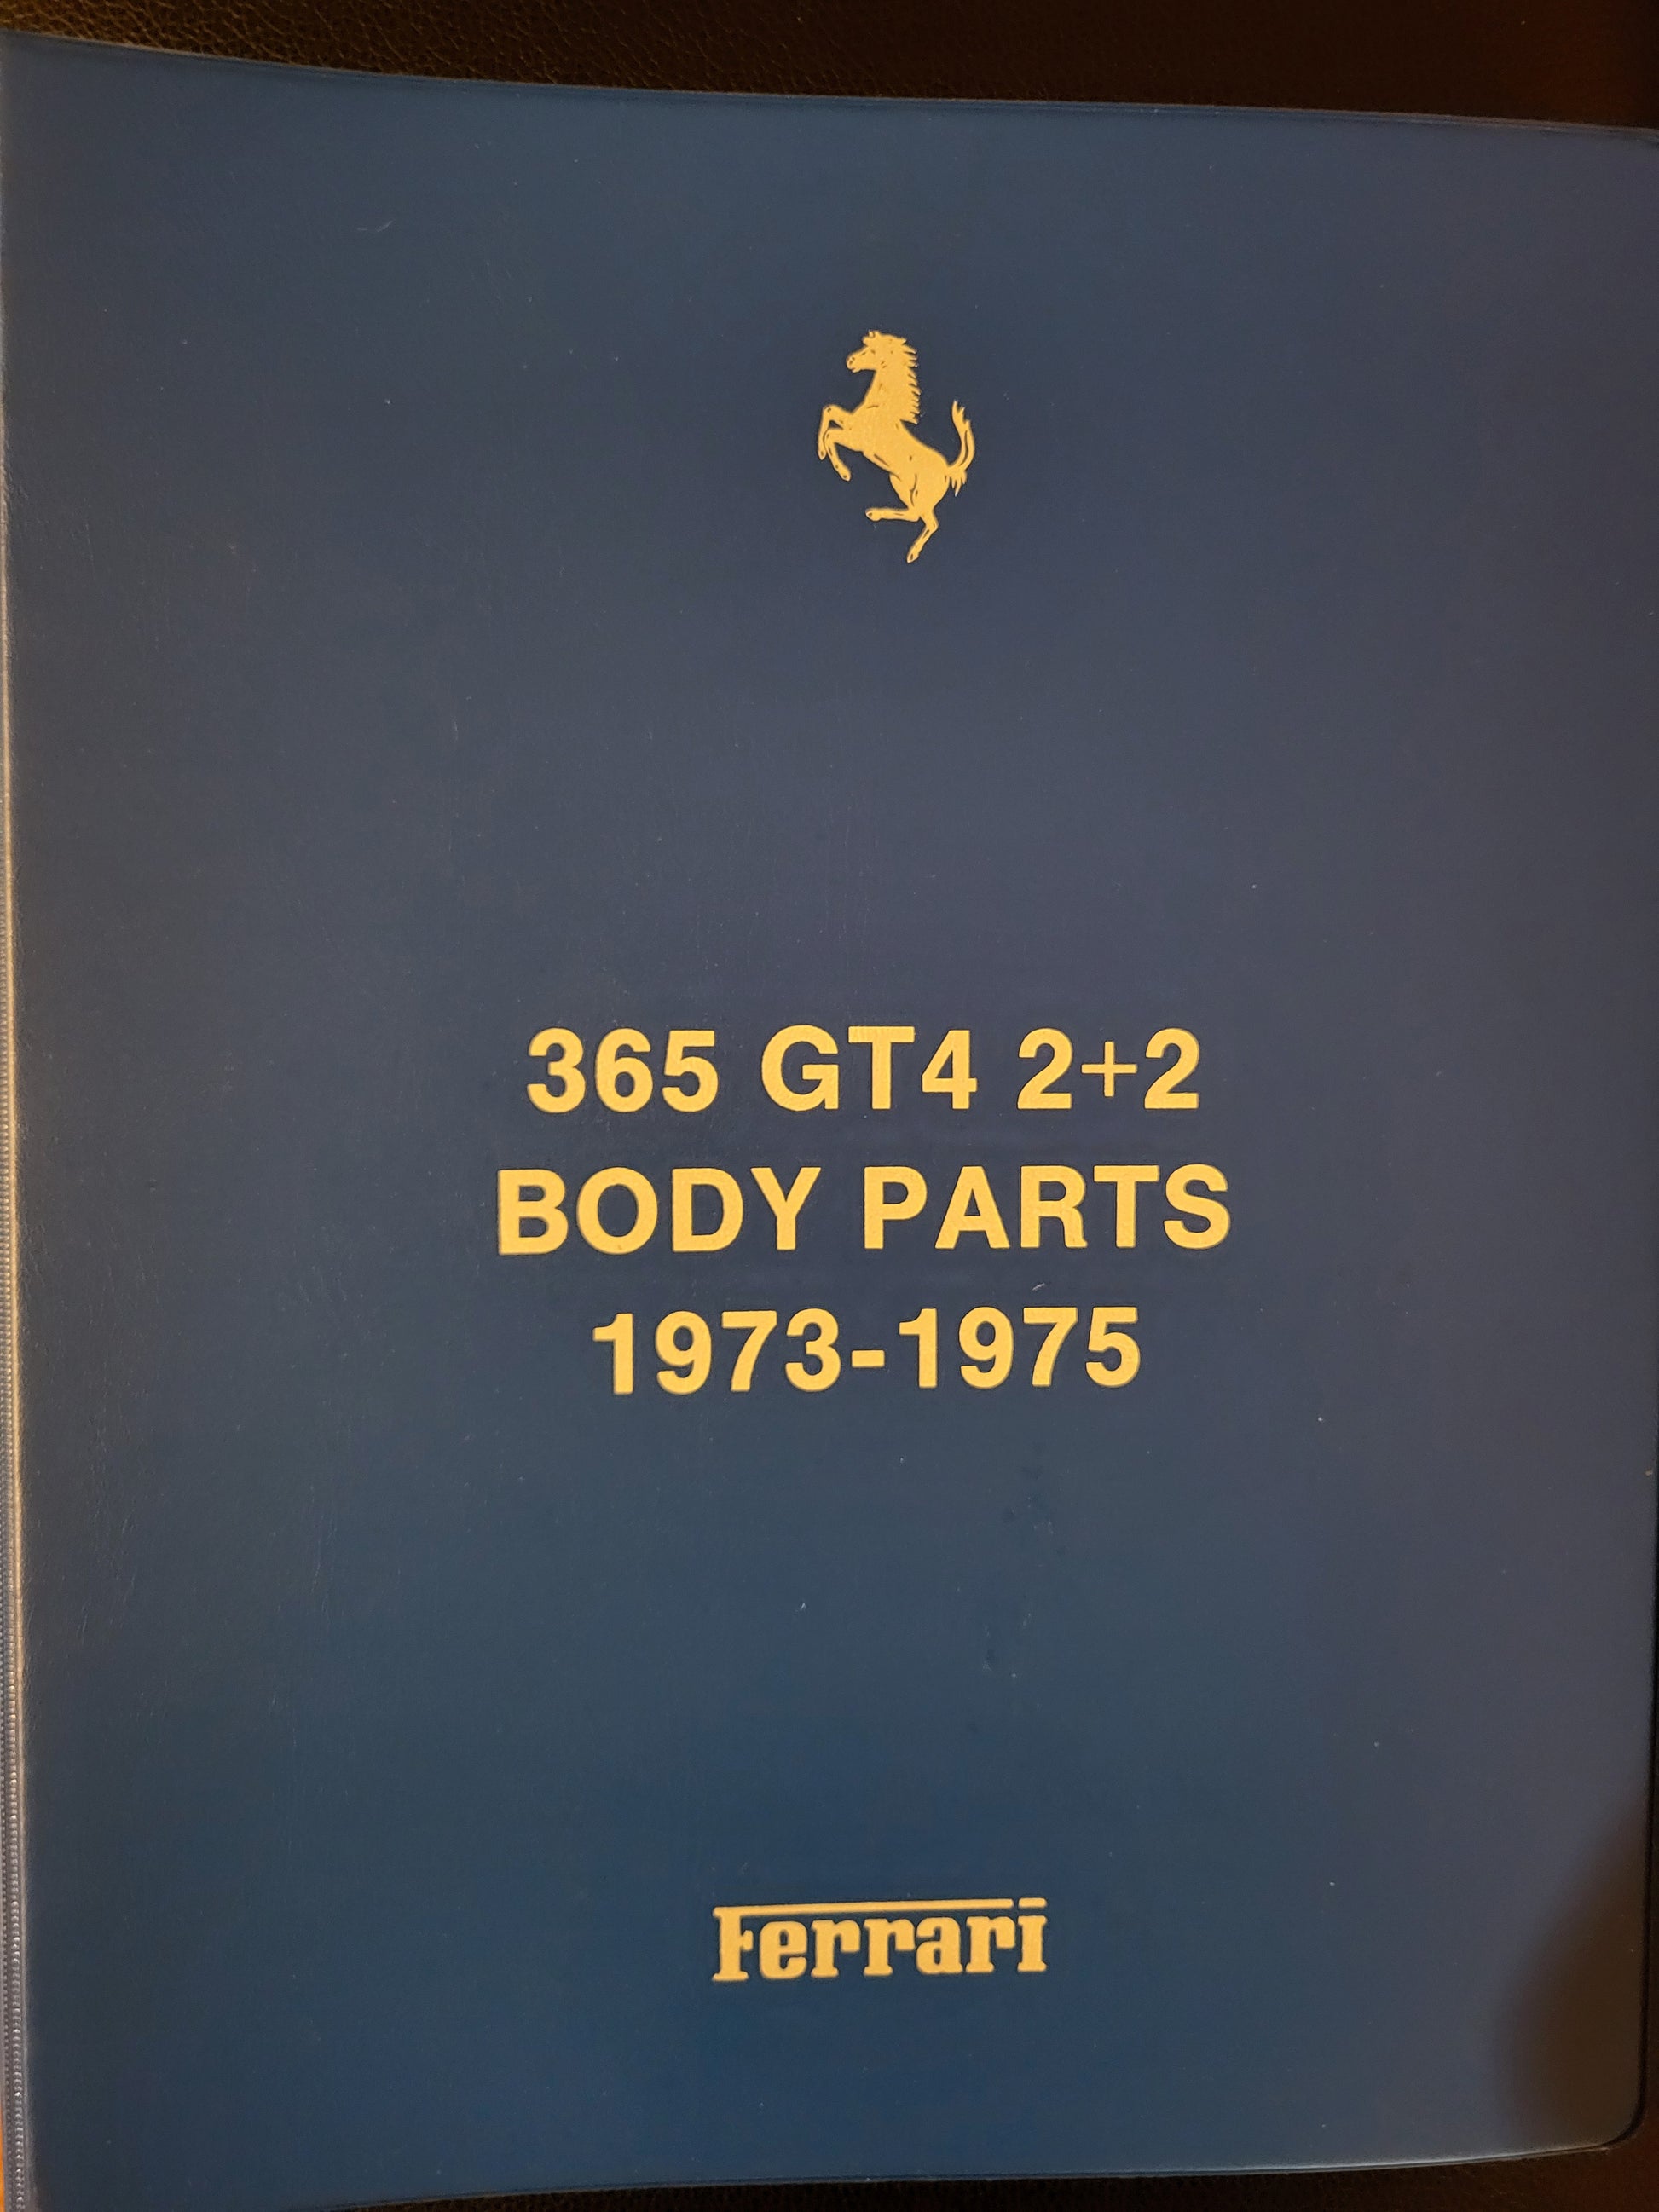 365 GT4 2+2
BODY PARTS
1973-1975
Ferrari